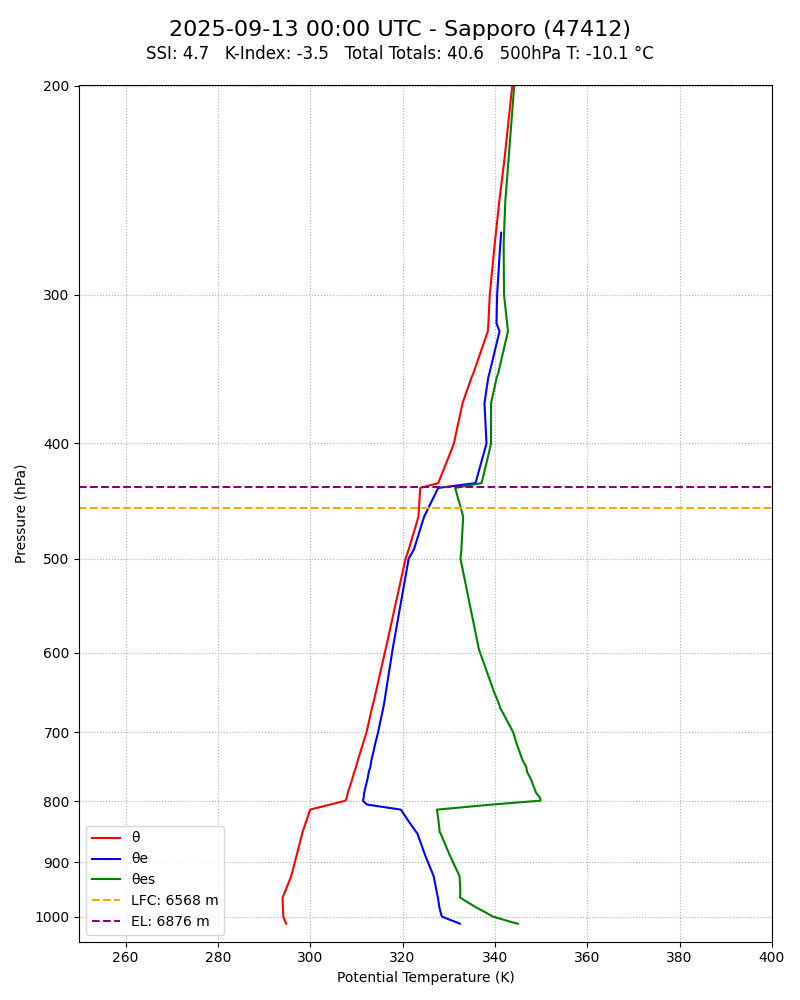 2025-09-13 00:00 UTC - Sapporo (47412)
SSI: 4.7   K-Index: -3.5   Total Totals: 40.6   500hPa T: -10.1 °C
200
300
400
500
600
700
800
900
1000
Pressure (hPa)
θ
θe
θes
LFC: 6568 m
EL: 6876 m
260 280 300 320 340 360 380 400
Potential Temperature (K)